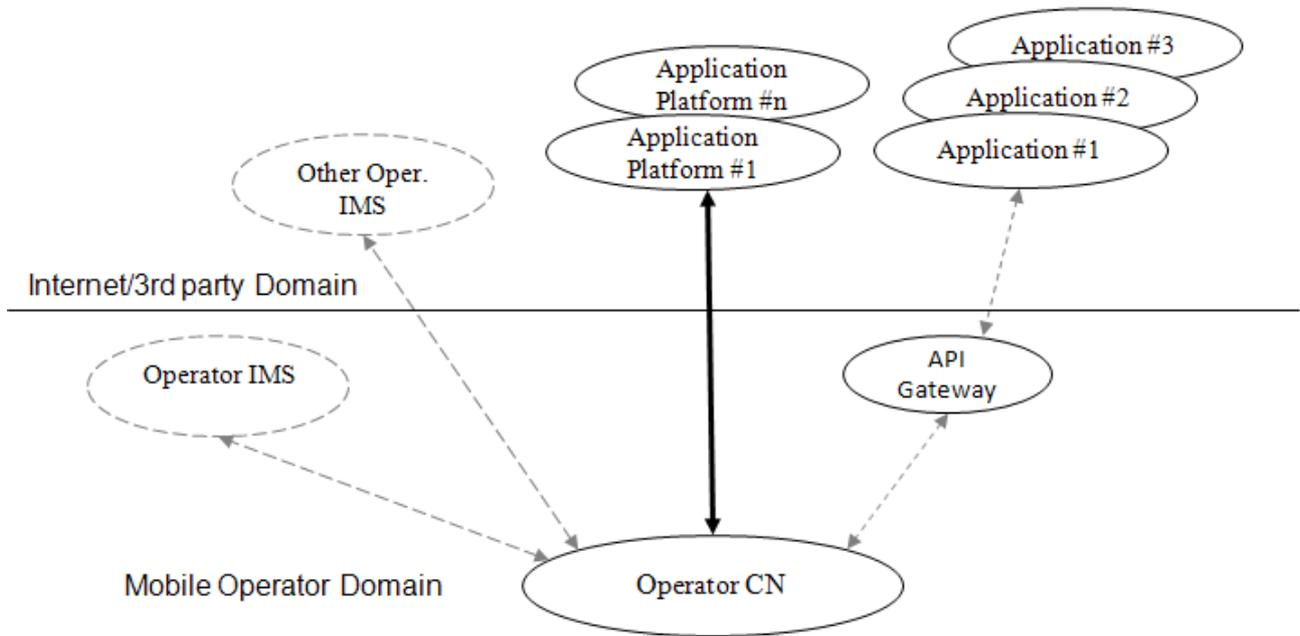 Application #3
Application
Platform #n
Application #2
Application
Platform #1
Application #1
Other Oper.
IMS
Internet/3rd party Domain
Operator IMS
API
Gateway
Mobile Operator Domain
Operator CN